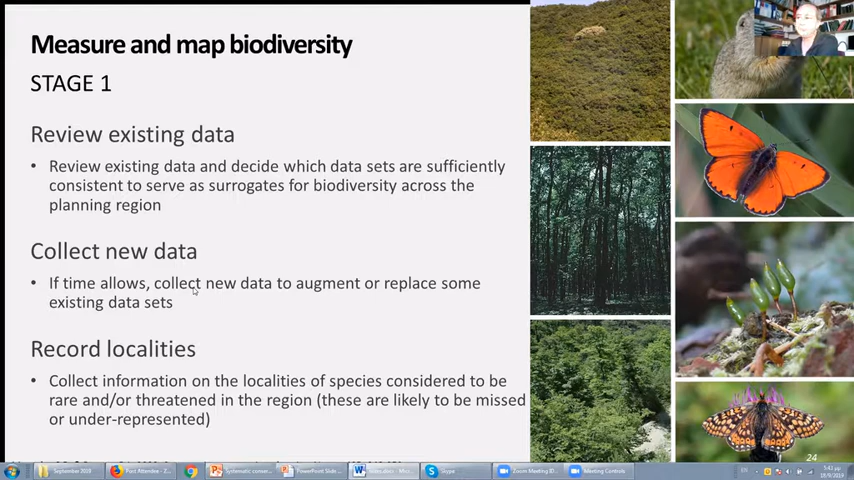 Measure and map biodiversity
STAGE 1
Review existing data
• Review existing data and decide which data sets are sufficiently
consistent to serve as surrogates for biodiversity across the
planning region
Collect new data
• If time allows, collect new data to augment or replace some
existing data sets
Record localities
• Collect information on the localities of species considered to be
rare and/or threatened in the region (these are likely to be missed
or under-represented)
24
September 2019
Post Attendee - Z...
Systematic conser...
PowerPoint Slide ...
Skype
Zoom Meeting ID...
Meeting Controls
EN